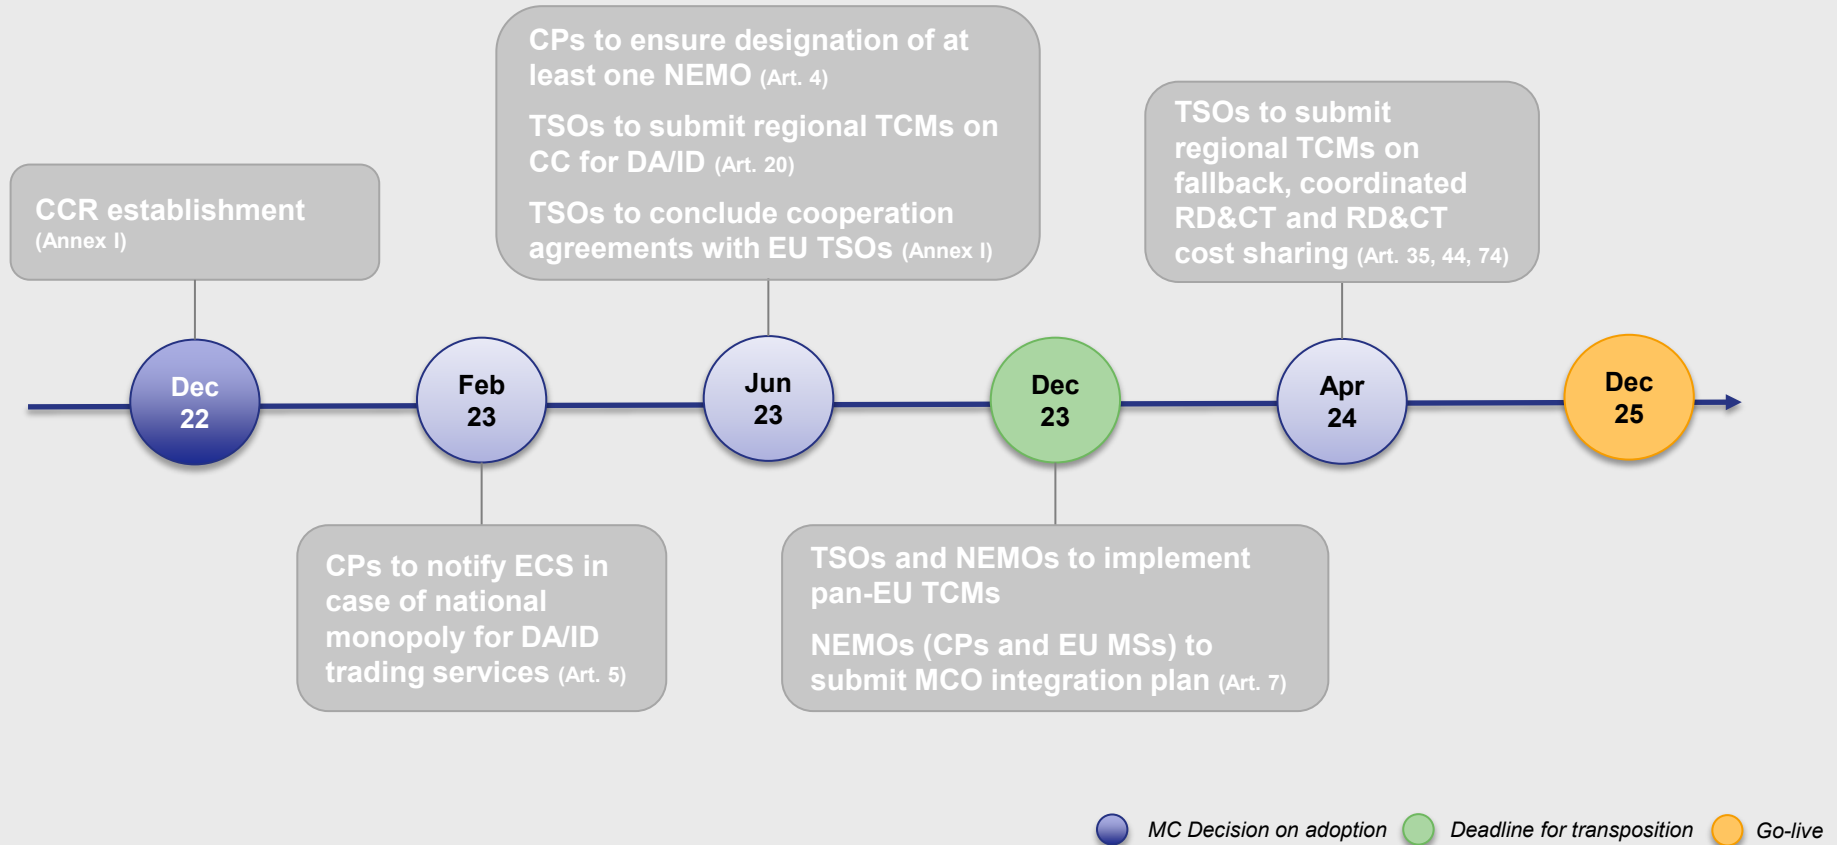 CPs to ensure designation of at
least one NEMO (Art. 4)
TSOs to submit regional TCMs on
CC for DA/ID (Art. 20)
TSOs to conclude cooperation
agreements with EU TSOs (Annex I)
TSOs to submit
regional TCMs on
fallback, coordinated
RD&CT and RD&CT
cost sharing (Art. 35, 44, 74)
CCR establishment
(Annex I)
Dec
22
Feb
23
Jun
23
Dec
23
Apr
24
Dec
25
CPs to notify ECS in
case of national
monopoly for DA/ID
trading services (Art. 5)
TSOs and NEMOs to implement
pan-EU TCMs
NEMOs (CPs and EU MSs) to
submit MCO integration plan (Art. 7)
MC Decision on adoption
Deadline for transposition
Go-live